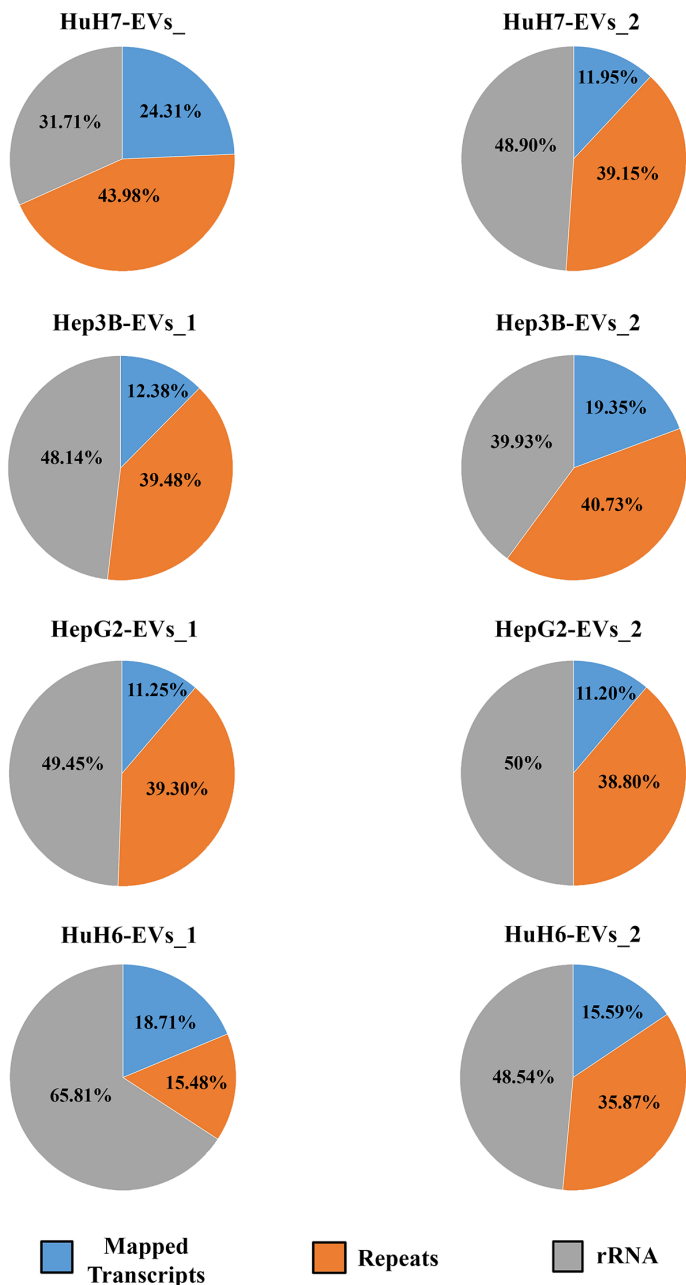 HuH7-EVs_
HuH7-EVs_2
31.71%
24.31%
43.98%
11.95%
48.90%
39.15%
Hep3B-EVs_1
Hep3B-EVs_2
12.38%
48.14%
39.48%
19.35%
39.93%
40.73%
HepG2-EVs_1
HepG2-EVs_2
11.25%
49.45%
39.30%
11.20%
50%
38.80%
HuH6-EVs_1
HuH6-EVs_2
18.71%
65.81%
15.48%
15.59%
48.54%
35.87%
Mapped
Transcripts
Repeats
rRNA